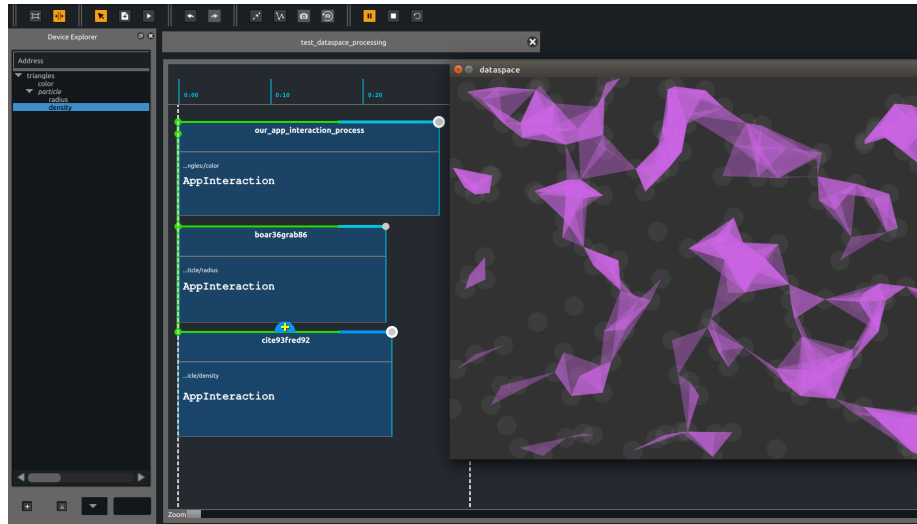 Device Explorer
test_dataspace_processing
Address
triangles
color
particle
radius
density
0:00
0:10
0:20
dataspace
our_app_interaction_process
...ngles/color
AppInteraction
boar36grab86
...ticle/radius
AppInteraction
cite93fred92
...icle/density
AppInteraction
Zoom